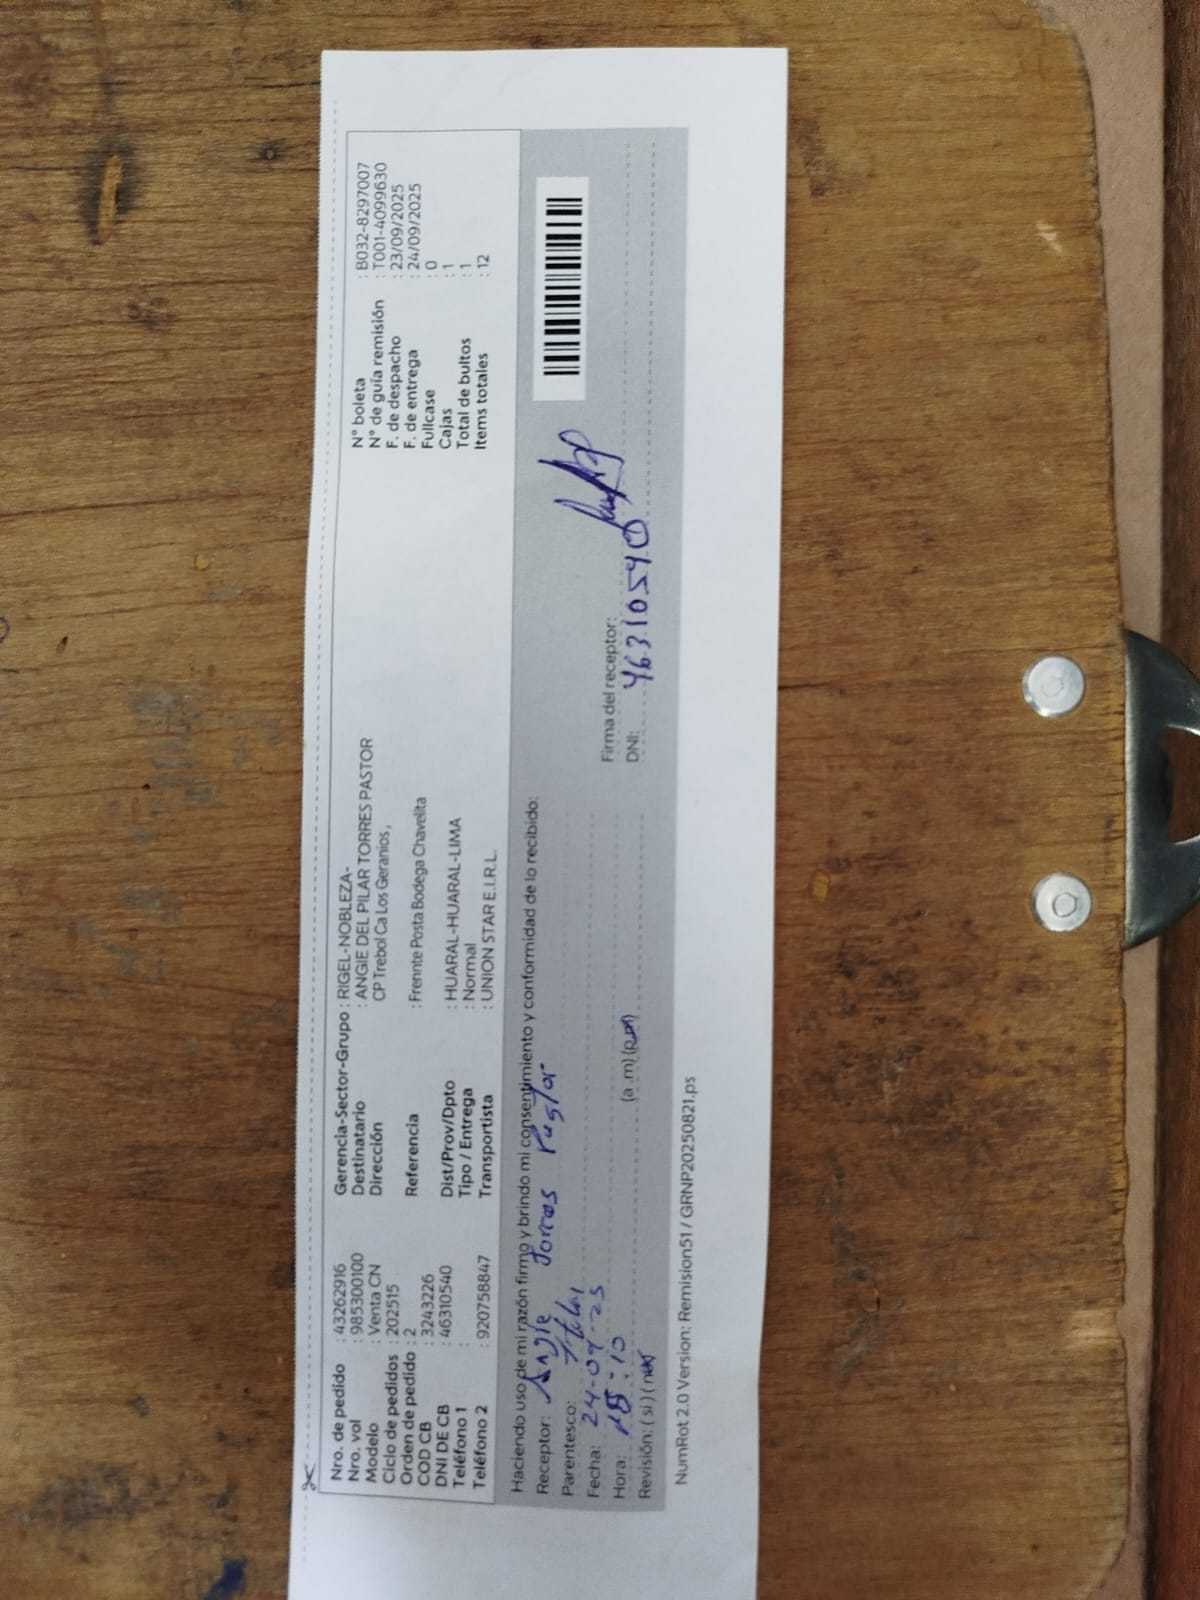 Nro. de pedido : 43262916
Nro. vol : 985300100
Modelo : Venta CN
Ciclo de pedidos : 202515
Orden de pedido : 2
COD CB : 3243226
DNI DE CB : 46310540
Teléfono 1 :
Teléfono 2 : 920758847
Gerencia-Sector-Grupo : RIGEL-NOBLEZA-
Destinatario : ANGIE DEL PILAR TORRES PASTOR
Dirección CP Trebol Ca Los Geranios ,
Referencia : Frennte Posta Bodega Chavelita
Dist/Prov/Dpto : HUARAL-HUARAL-LIMA
Tipo / Entrega : Normal
Transportista : UNION STAR E.I.R.L.
N° boleta : B032-8297007
N° de guía remisión : T001-4099630
F. de despacho : 23/09/2025
F. de entrega : 24/09/2025
Fullcase : 0
Cajas : 1
Total de bultos : 1
Items totales : 12
Haciendo uso de mi razón firmo y brindo mi consentimiento y conformidad de lo recibido:
Receptor: Angie Torres Pastor
Parentesco: Titular
Fecha: 24-09-25
Hora: 18:10 (a .m) (p.m)
Revisión: ( si ) ( no)
Firma del receptor:
DNI: 46310540
NumRot 2.0 Version: Remision51 / GRNP20250821.ps